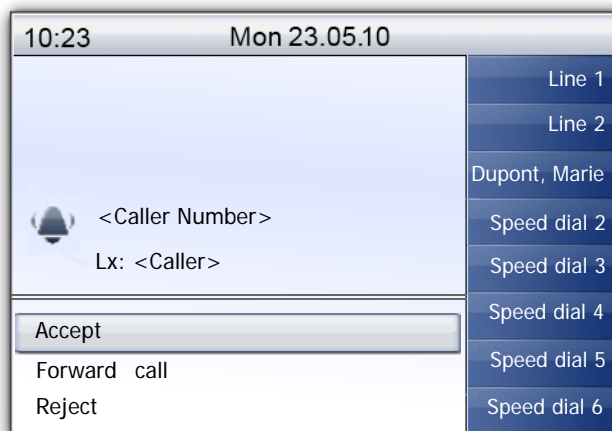 10:23 Mon 23.05.10
<Caller Number>
Lx: <Caller>
Accept
Forward call
Reject
Line 1
Line 2
Dupont, Marie
Speed dial 2
Speed dial 3
Speed dial 4
Speed dial 5
Speed dial 6